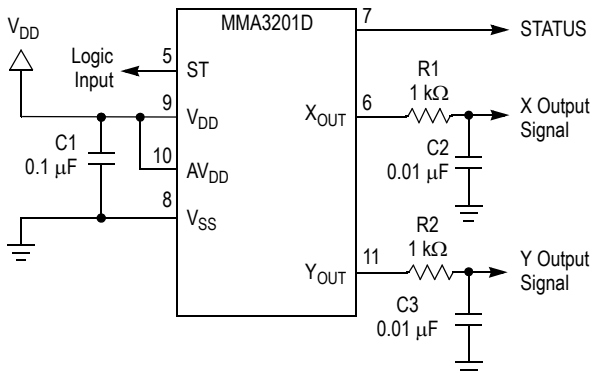 V_DD
MMA3201D
7
STATUS
Logic
Input
5
ST
R1
1 kΩ
9
V_DD
X_OUT
6
X Output
Signal
C1
0.1 μF
10
AV_DD
C2
0.01 μF
8
V_SS
R2
1 kΩ
Y_OUT
11
Y Output
Signal
C3
0.01 μF